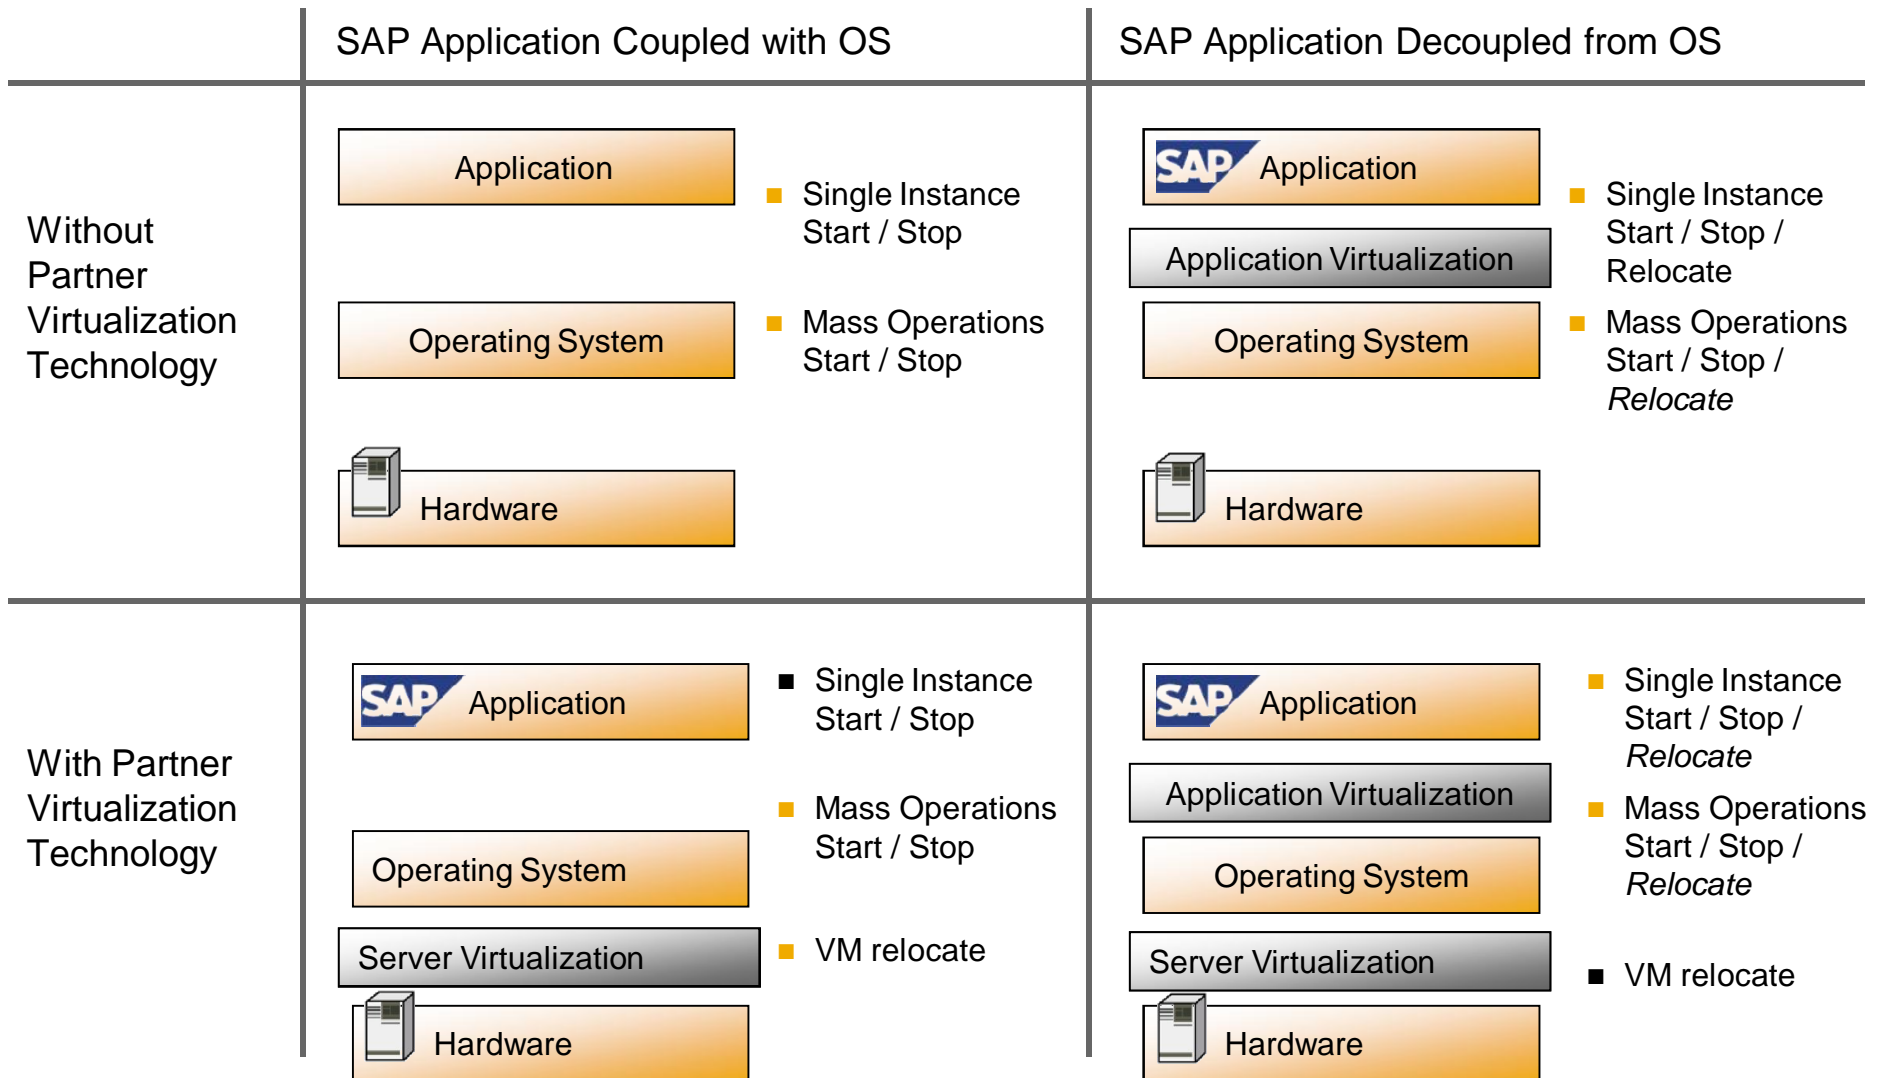 SAP Application Coupled with OS
SAP Application Decoupled from OS
Without
Partner
Virtualization
Technology
Application
Operating System
Hardware
Single Instance
Start / Stop
Mass Operations
Start / Stop
SAP Application
Application Virtualization
Operating System
Hardware
Single Instance
Start / Stop /
Relocate
Mass Operations
Start / Stop /
Relocate
With Partner
Virtualization
Technology
SAP Application
Operating System
Server Virtualization
Hardware
Single Instance
Start / Stop
Mass Operations
Start / Stop
VM relocate
SAP Application
Application Virtualization
Operating System
Server Virtualization
Hardware
Single Instance
Start / Stop /
Relocate
Mass Operations
Start / Stop /
Relocate
VM relocate